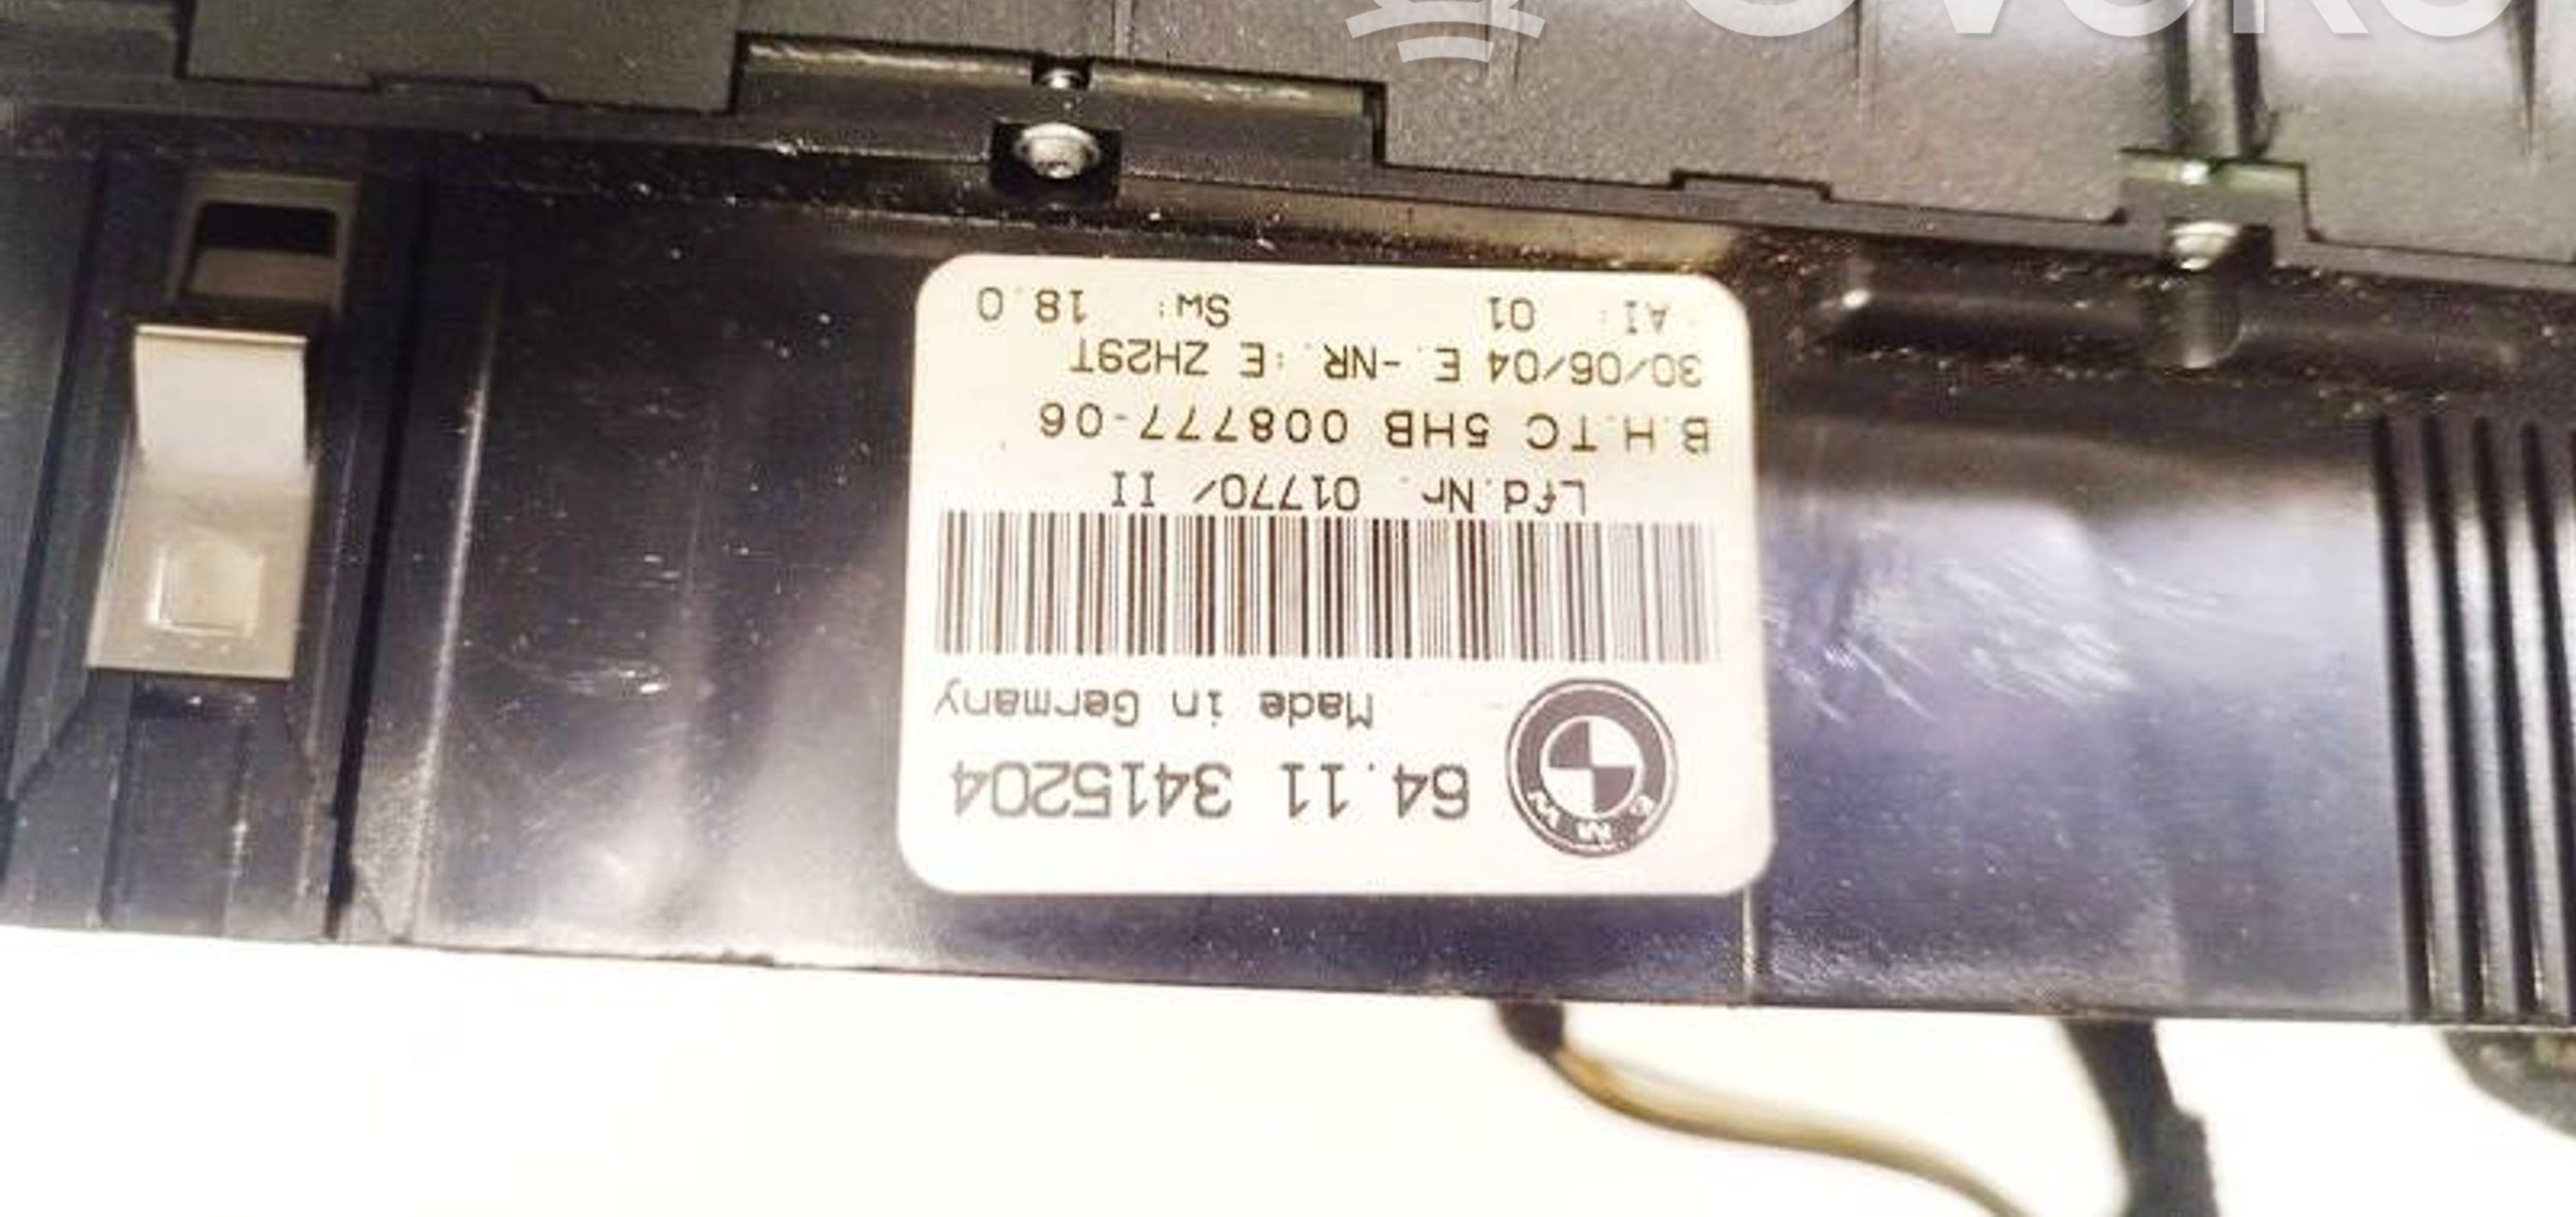 BMW
64.11 3415204
Made in Germany
Lfd.Nr. 01770/ II
B.H.TC 5HB 008777-06
30/06/04 E.-NR.:E ZH29T
AI: 01 SW: 18.0